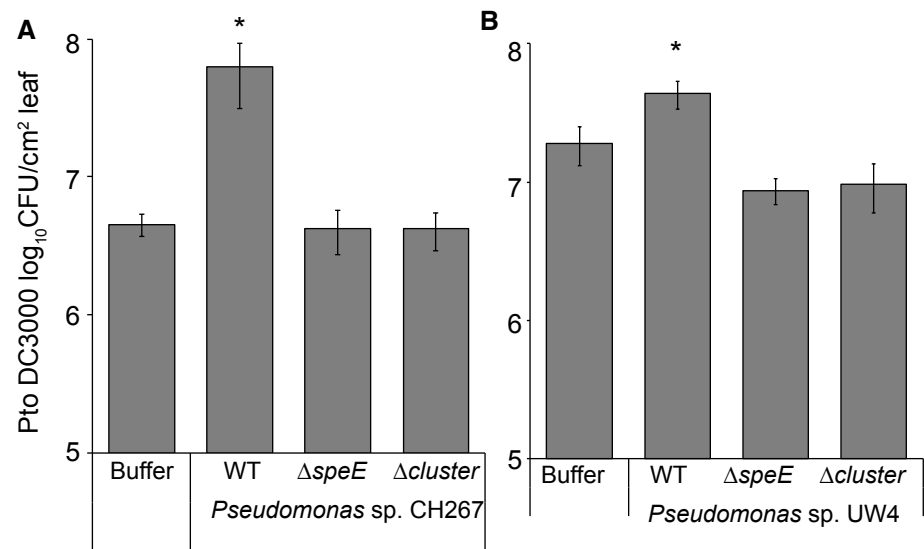 A
Pto DC3000 log₁₀CFU/cm² leaf
8
7
6
5
*
Buffer WT ΔspeE Δcluster
Pseudomonas sp. CH267
B
8
7
6
5
*
Buffer WT ΔspeE Δcluster
Pseudomonas sp. UW4